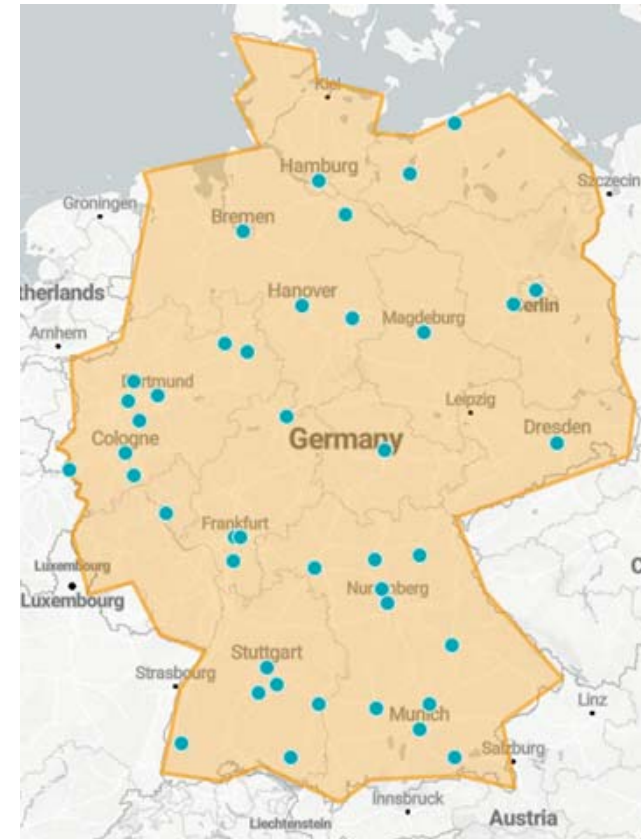 Kiel
Szczecin
Hamburg
Groningen
Bremen
therlands
Hanover
erlin
Magdeburg
Arnhem
Dortmund
Leipzig
Dresden
Cologne
Germany
Frankfurt
Luxembourg
C
Luxembourg
Nuremberg
Stuttgart
Strasbourg
Linz
Munich
Salzburg
Innsbruck
Liechtenstein
Austria